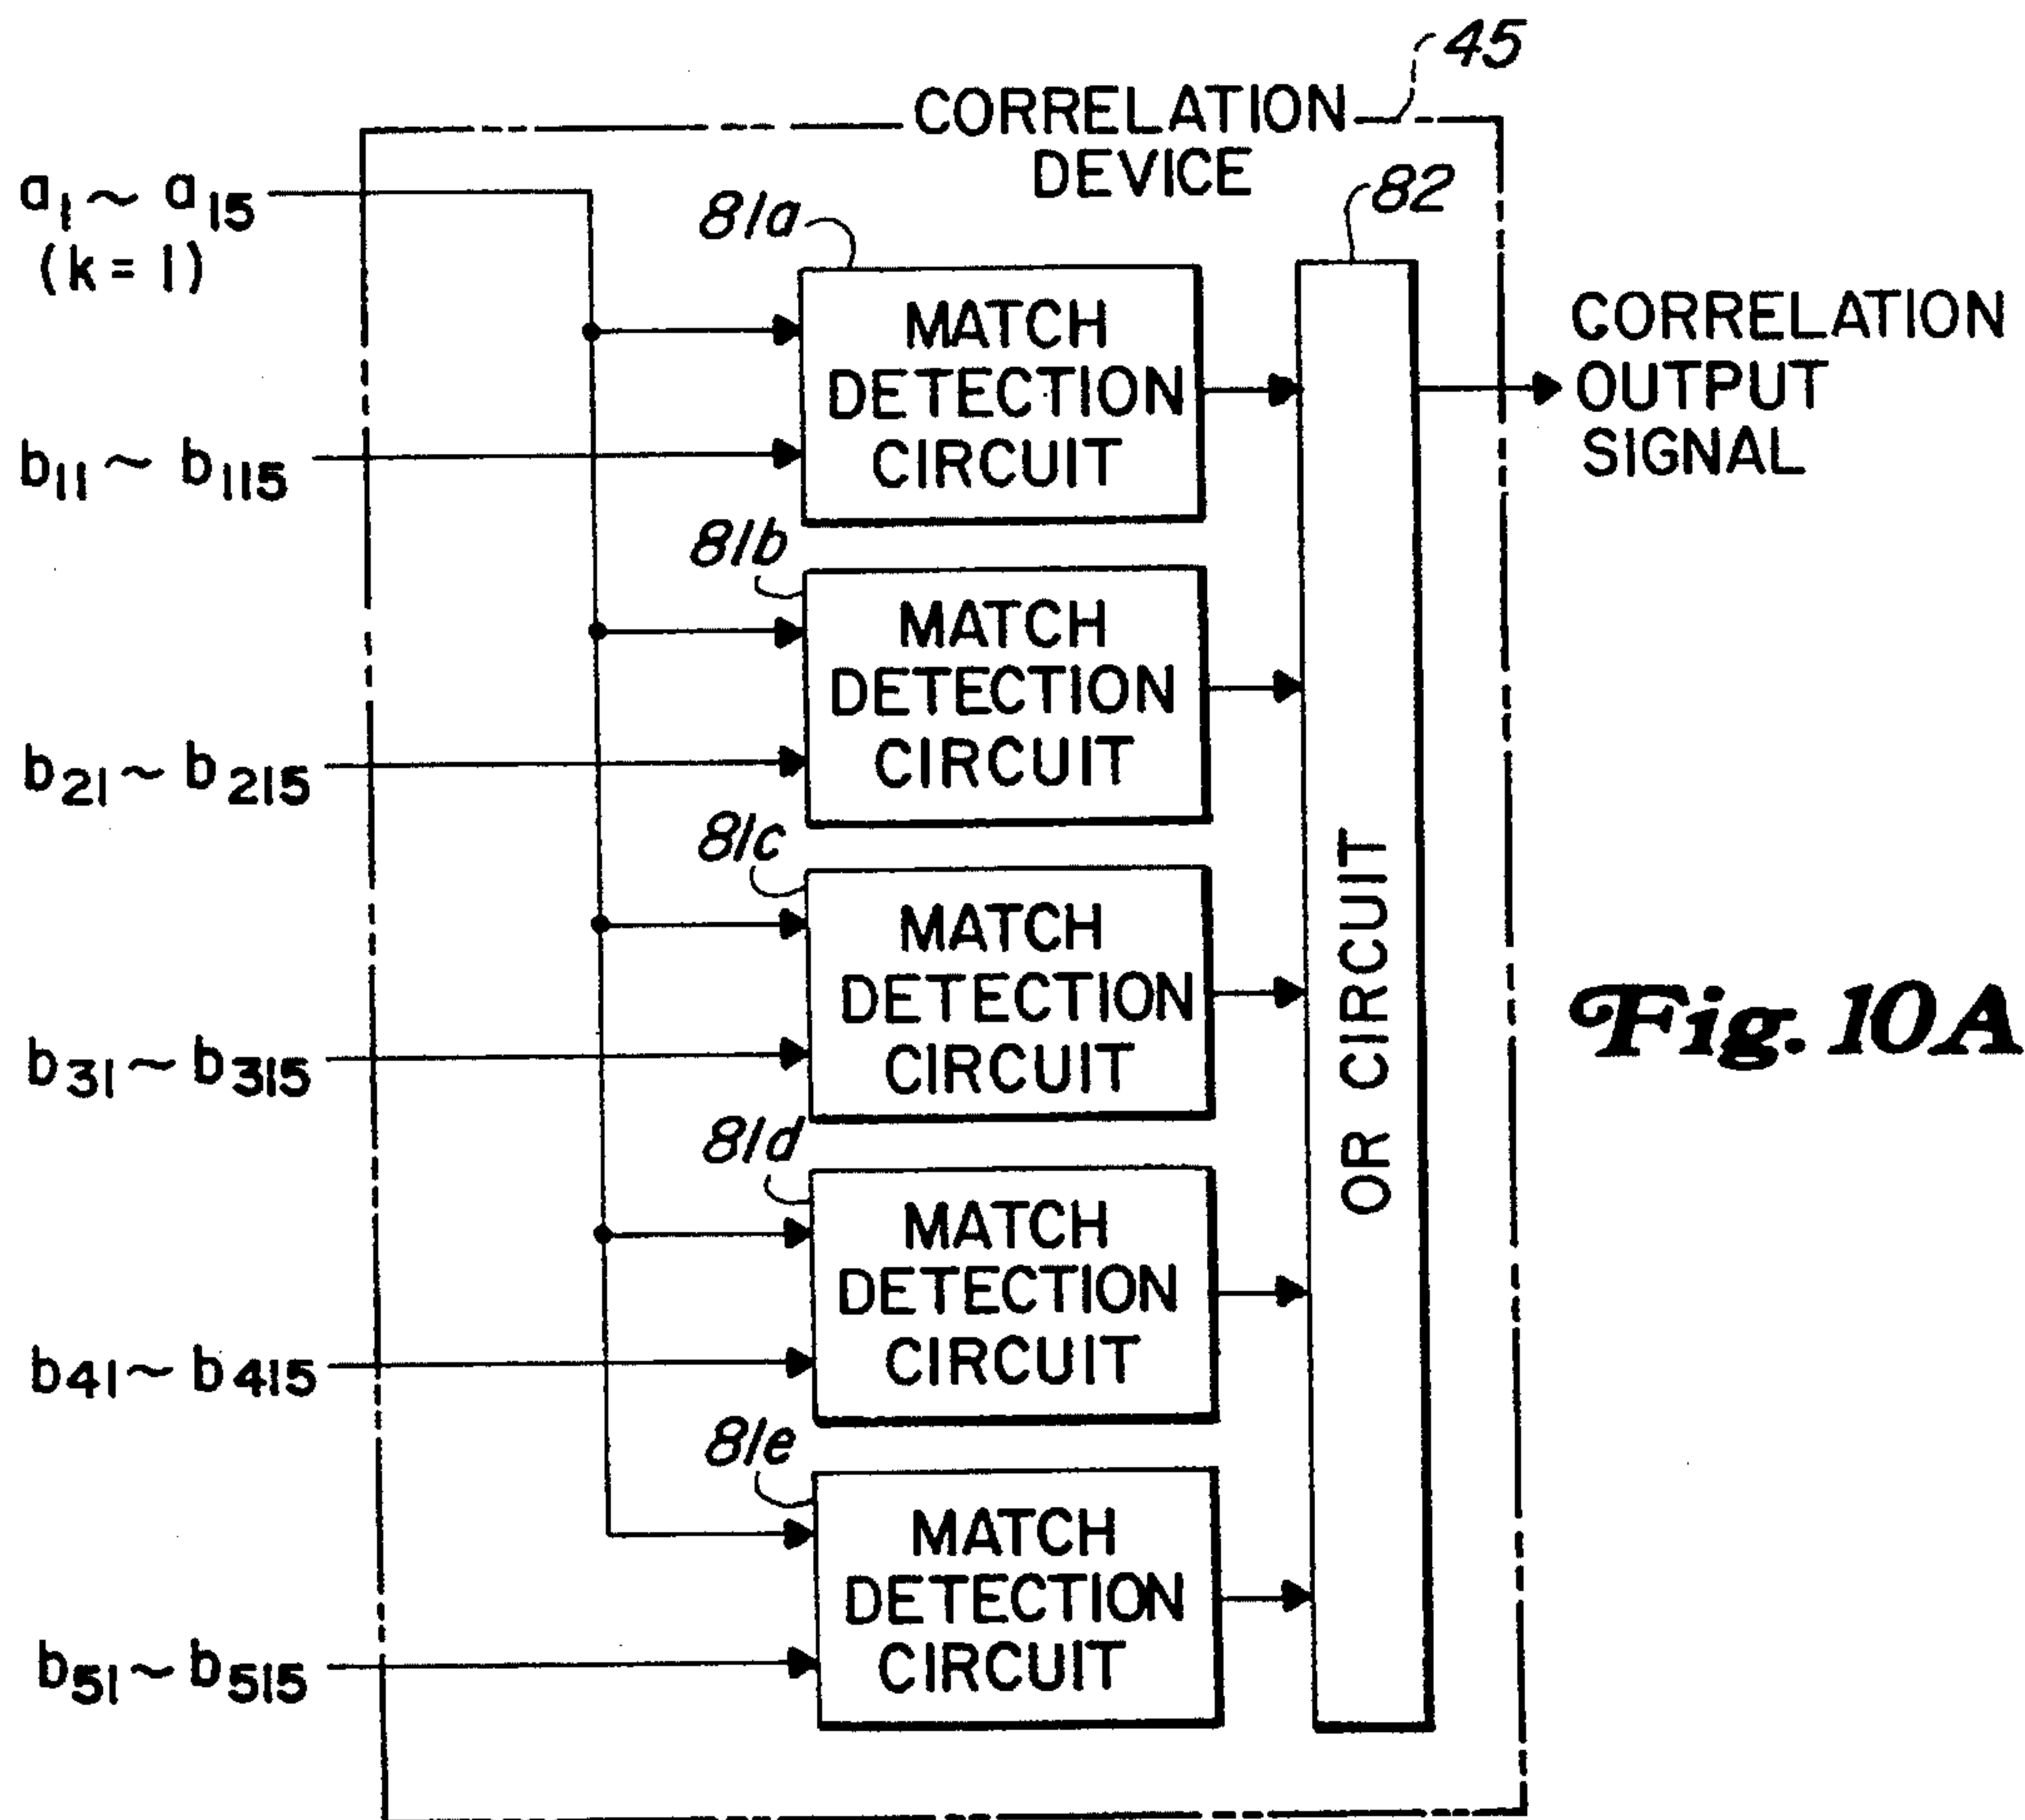 45
CORRELATION
DEVICE
82
a₁ ~ a₁₅
(k = 1)
81a
MATCH
DETECTION
CIRCUIT
CORRELATION
OUTPUT
SIGNAL
b₁₁ ~ b₁₁₅
81b
MATCH
DETECTION
CIRCUIT
b₂₁ ~ b₂₁₅
81c
MATCH
DETECTION
CIRCUIT
OR CIRCUIT
Fig. 10A
b₃₁ ~ b₃₁₅
81d
MATCH
DETECTION
CIRCUIT
b₄₁ ~ b₄₁₅
81e
MATCH
DETECTION
CIRCUIT
b₅₁ ~ b₅₁₅